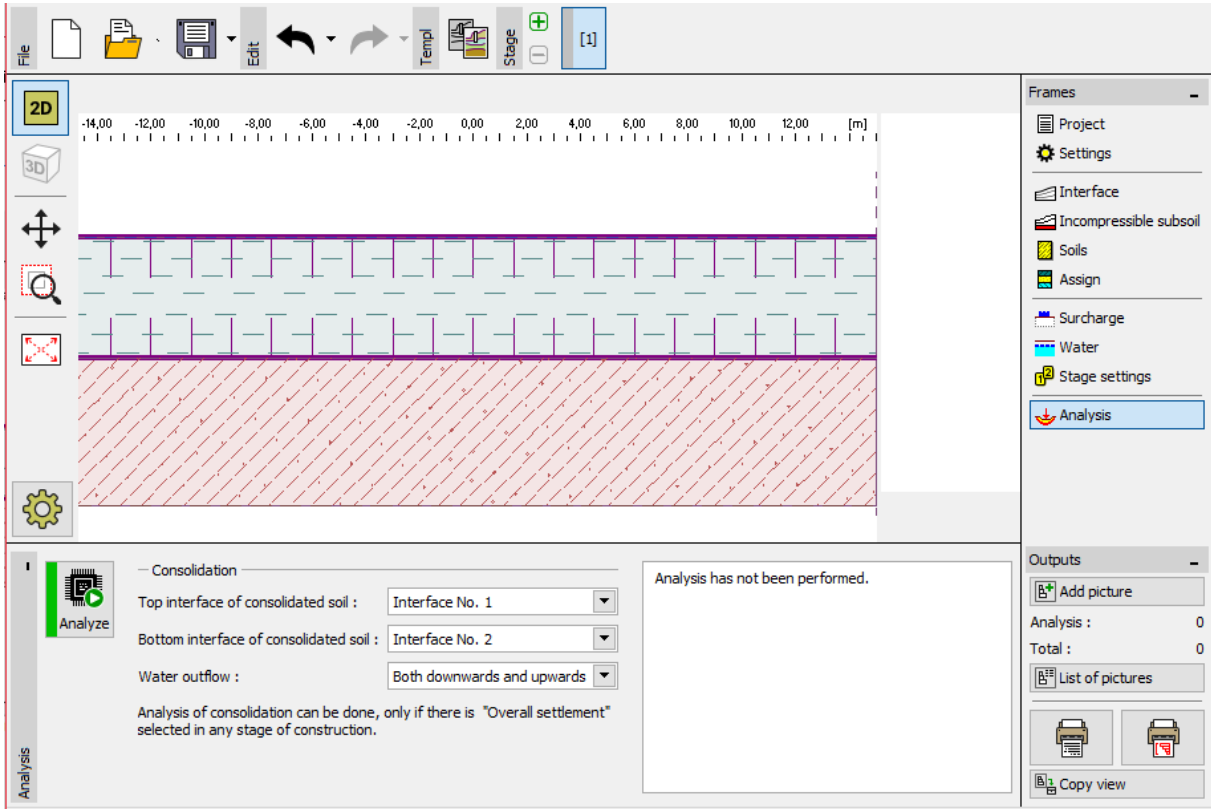 File
Edit
Templ
Stage
[1]
2D
3D
-14,00 -12,00 -10,00 -8,00 -6,00 -4,00 -2,00 0,00 2,00 4,00 6,00 8,00 10,00 12,00 [m]
Frames
Project
Settings
Interface
Incompressible subsoil
Soils
Assign
Surcharge
Water
Stage settings
Analysis
Analysis
Analyze
Consolidation
Top interface of consolidated soil : Interface No. 1
Bottom interface of consolidated soil : Interface No. 2
Water outflow : Both downwards and upwards
Analysis of consolidation can be done, only if there is "Overall settlement"
selected in any stage of construction.
Analysis has not been performed.
Outputs
Add picture
Analysis : 0
Total : 0
List of pictures
Copy view